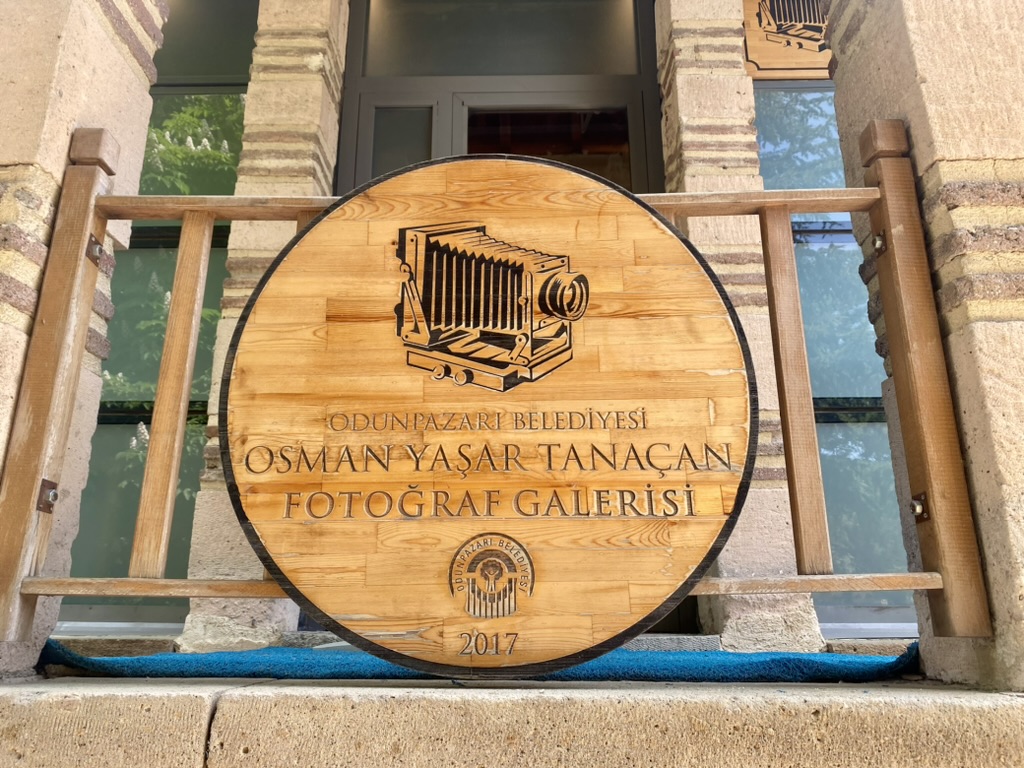 ODUNPAZARI BELEDİYESİ
OSMAN YAŞAR TANAÇAN
FOTOĞRAF GALERİSİ
ODUNPAZARI BELEDİYESİ
2017